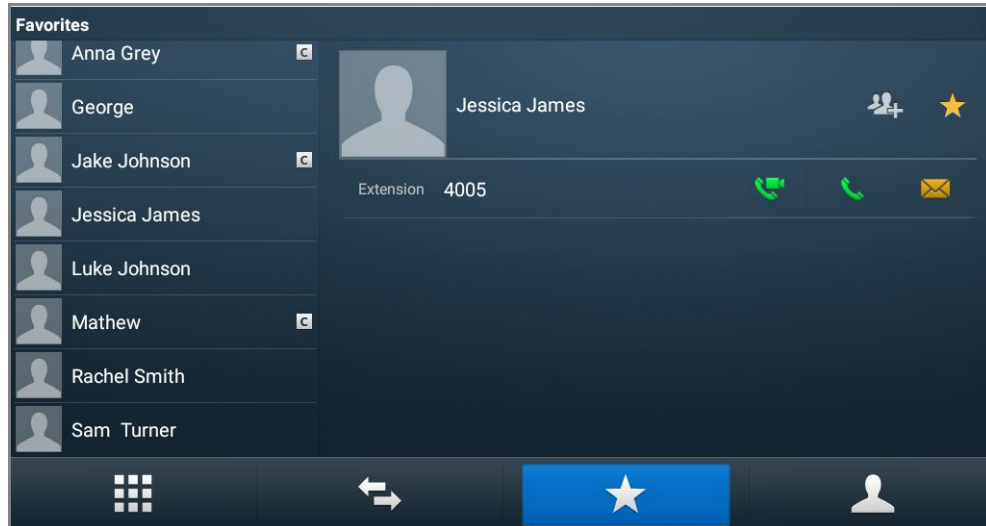 Favorites
Anna Grey C
George
Jake Johnson C
Jessica James
Luke Johnson
Mathew C
Rachel Smith
Sam Turner
Jessica James
Extension 4005